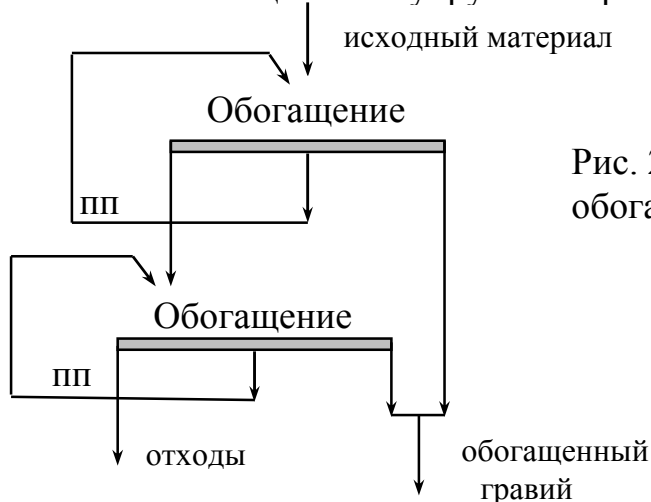 исходный материал
Обогащение
Рис.
обога
пп
Обогащение
пп
отходы
обогащенный
гравий